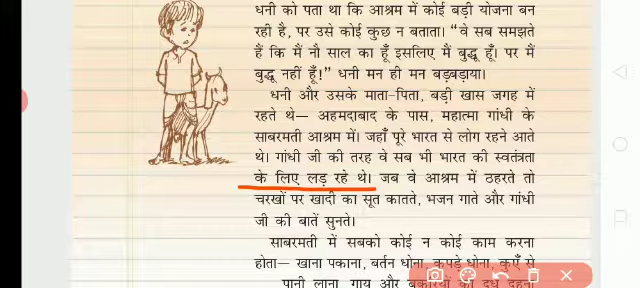 धनी को पता था कि आश्रम में कोई बड़ी योजना बन
रही है, पर उसे कोई कुछ न बताता। “वे सब समझते
हैं कि मैं नौ साल का हूँ इसलिए मैं बुद्धू हूँ। पर मैं
बुद्धू नहीं हूँ!” धनी मन ही मन बड़बड़ाया।
धनी और उसके माता-पिता, बड़ी खास जगह में
रहते थे— अहमदाबाद के पास, महात्मा गांधी के
साबरमती आश्रम में। जहाँ पूरे भारत से लोग रहने आते
थे। गांधी जी की तरह वे सब भी भारत की स्वतंत्रता
के लिए लड़ रहे थे। जब वे आश्रम में ठहरते तो
चरखों पर खादी का सूत कातते, भजन गाते और गांधी
जी की बातें सुनते।
साबरमती में सबको कोई न कोई काम करना
होता— खाना पकाना, बर्तन धोना, कपड़े धोना, कुएँ से
पानी लाना, गाय और बकरियों का दूध दुहना